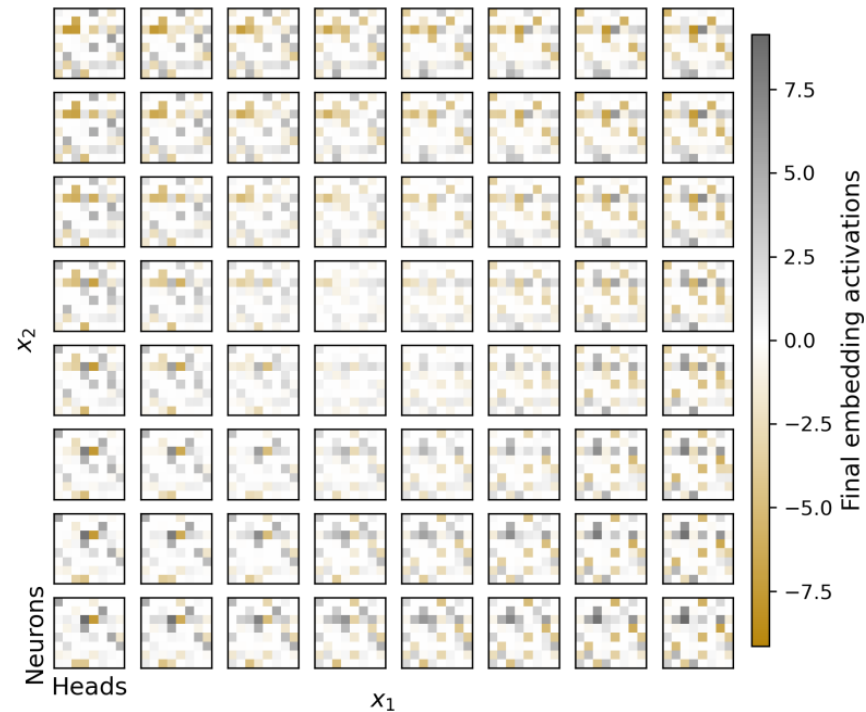 7.5
5.0
2.5
0.0
−2.5
−5.0
−7.5
Final embedding activations
x₂
Neurons
Heads
x₁